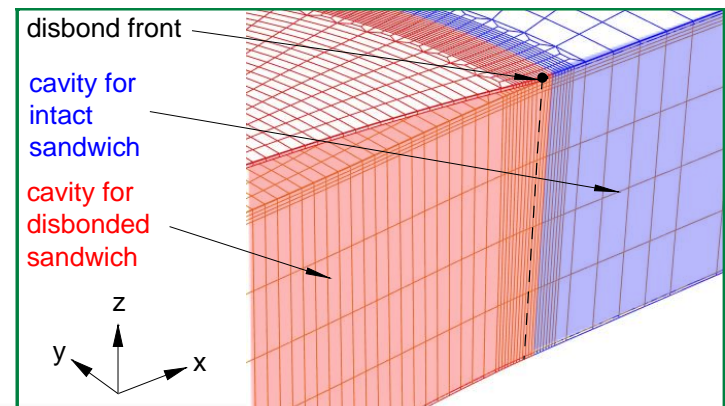 disbond front
cavity for
intact
sandwich
cavity for
disbonded
sandwich
z
y
x